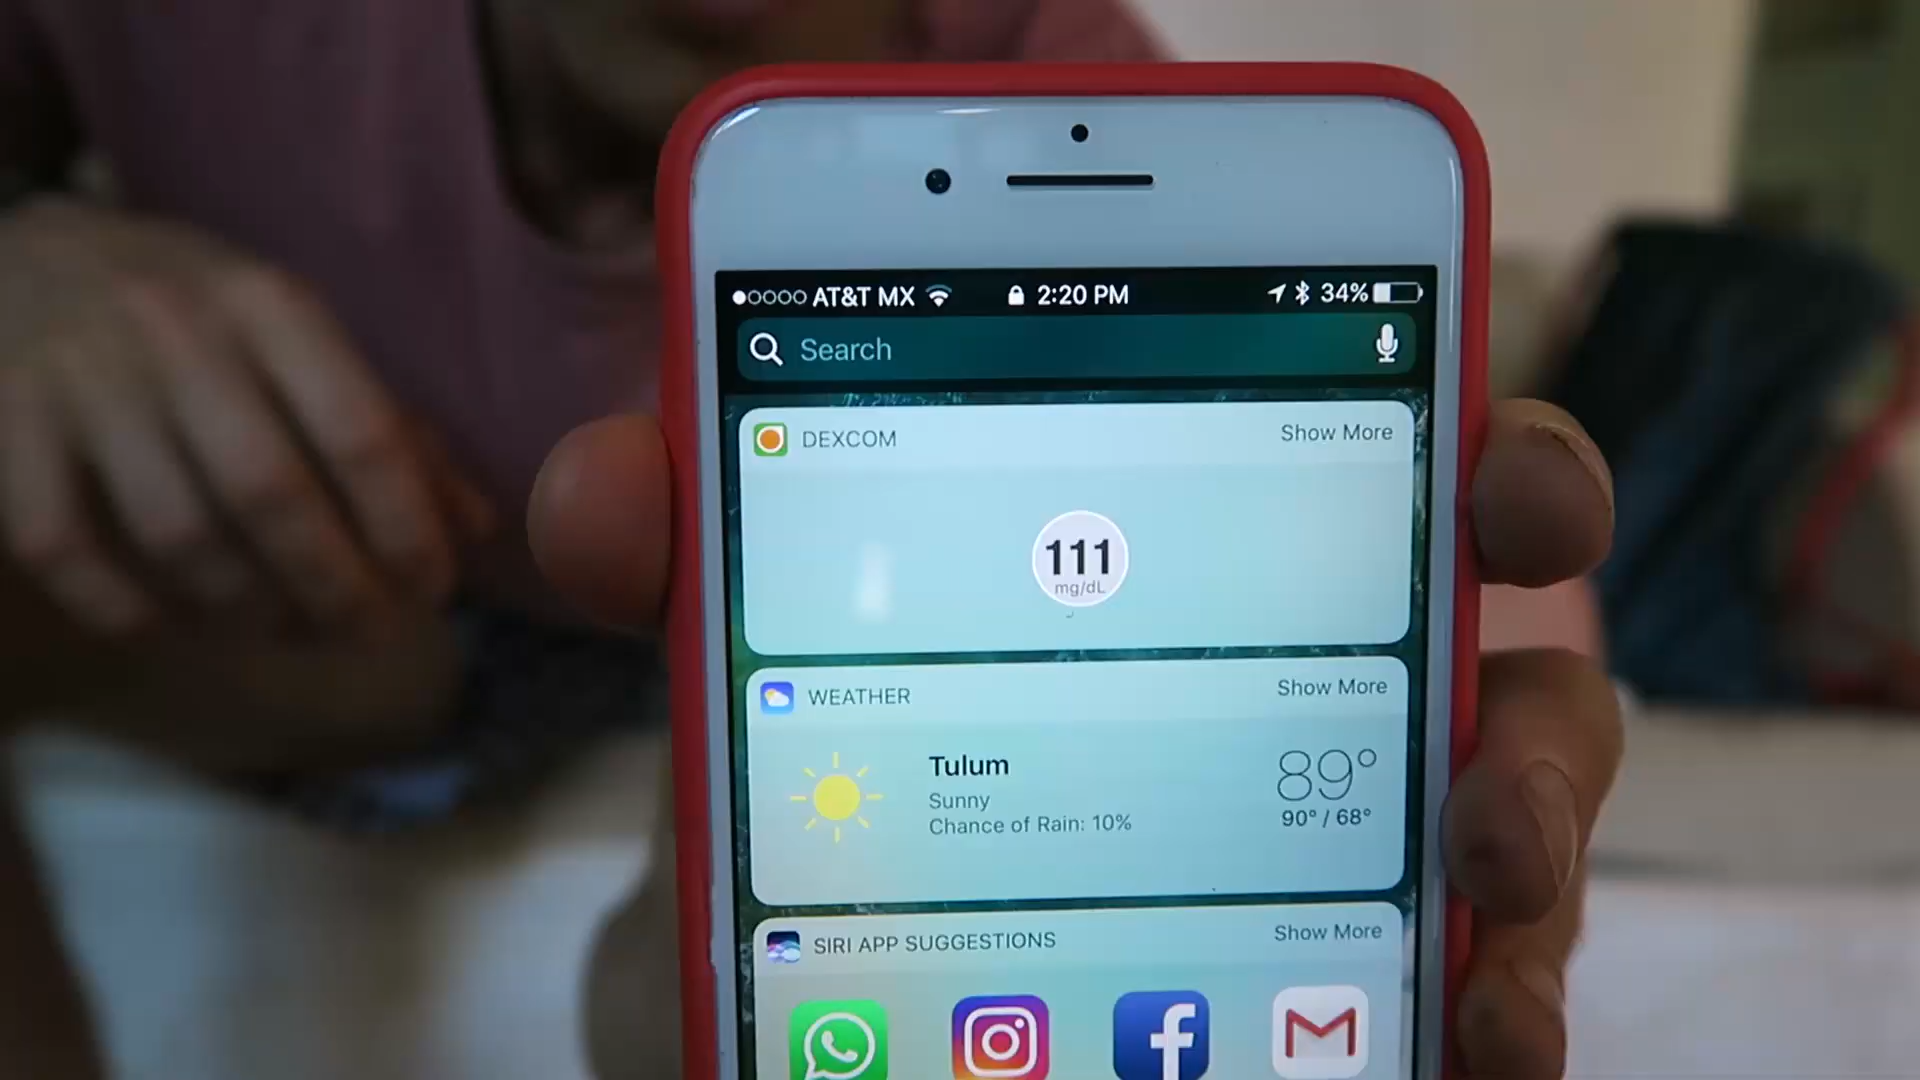 AT&T MX 2:20 PM 34%
Search
DEXCOM Show More
111
mg/dL
WEATHER Show More
Tulum 89°
Sunny
Chance of Rain: 10% 90° / 68°
SIRI APP SUGGESTIONS Show More